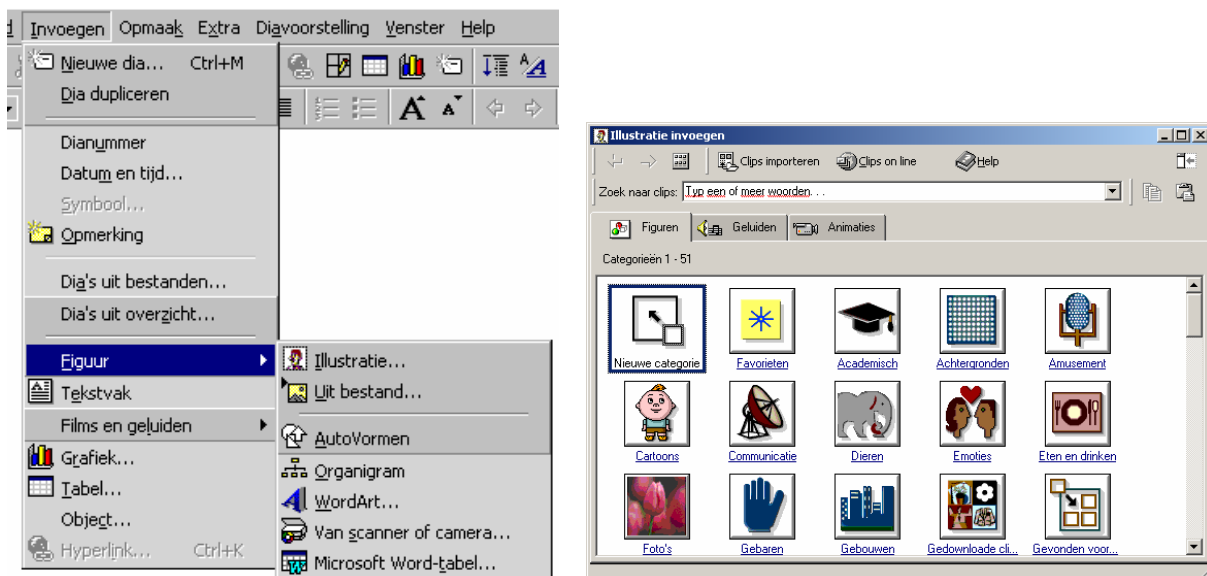 Invoegen Opmaak Extra Diavoorstelling Venster Help
Nieuwe dia... Ctrl+M
Dia dupliceren
Dianummer
Datum en tijd...
Symbool...
Opmerking
Dia's uit bestanden...
Dia's uit overzicht...
Figuur
Tekstvak
Films en geluiden
Grafiek...
Tabel...
Object...
Hyperlink... Ctrl+K
Illustratie...
Uit bestand...
AutoVormen
Organigram
WordArt...
Van scanner of camera...
Microsoft Word-tabel...
Illustratie invoegen
Clips importeren Clips on line Help
Zoek naar clips: Typ een of meer woorden. . .
Figuren Geluiden Animaties
Categorieën 1 - 51
Nieuwe categorie Favorieten Academisch Achtergronden Amusement
Cartoons Communicatie Dieren Emoties Eten en drinken
Foto's Gebaren Gebouwen Gedownloade cli... Gevonden voor...